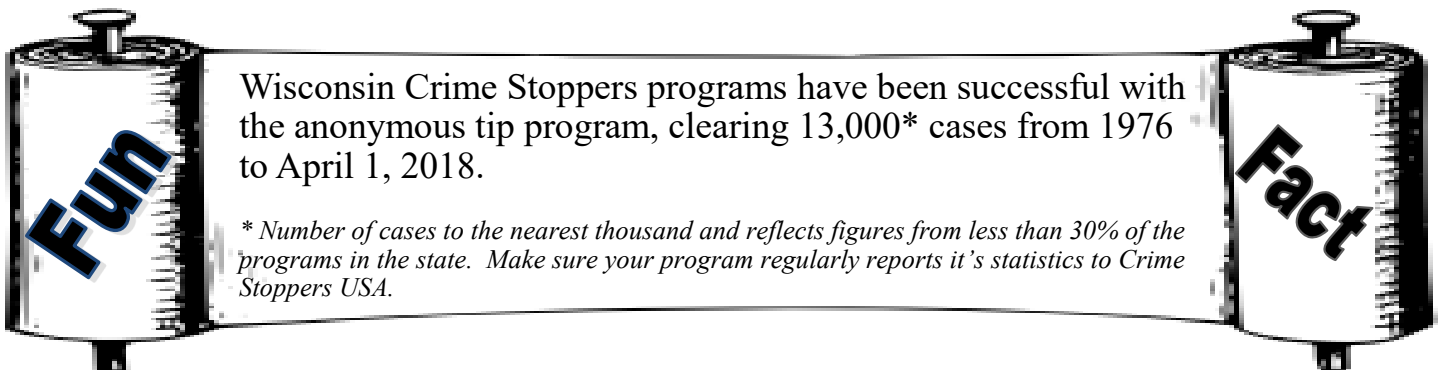 Fun
Wisconsin Crime Stoppers programs have been successful with
the anonymous tip program, clearing 13,000* cases from 1976
to April 1, 2018.
* Number of cases to the nearest thousand and reflects figures from less than 30% of the
programs in the state.  Make sure your program regularly reports it’s statistics to Crime
Stoppers USA.
Fact